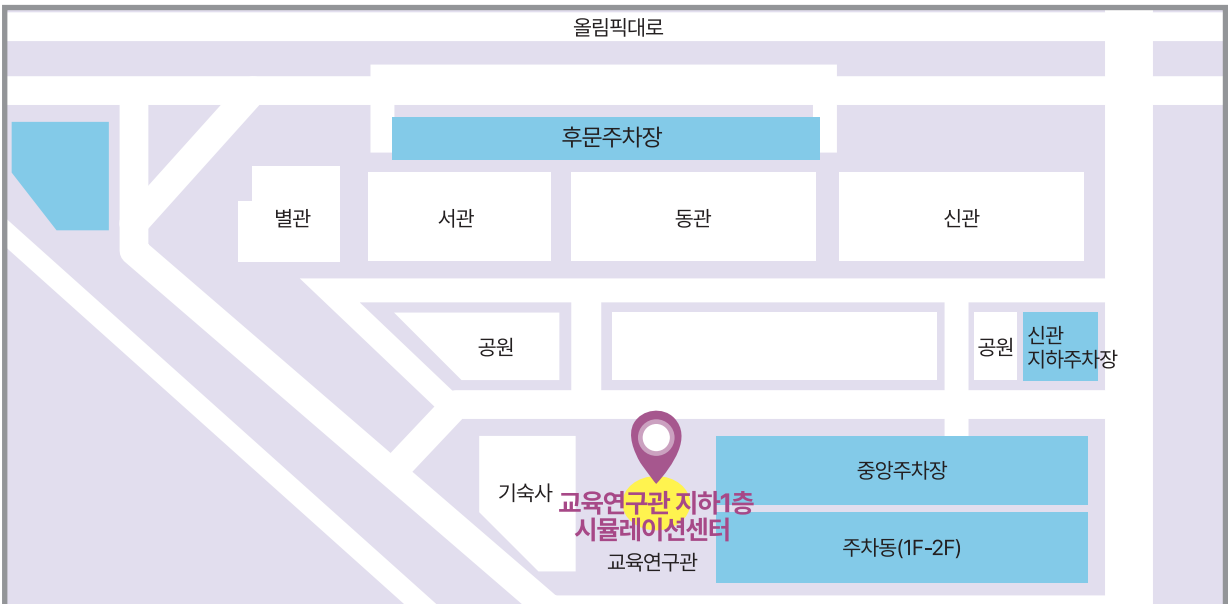 올림픽대로
후문주차장
별관
서관
동관
신관
공원
공원
신관
지하주차장
중앙주차장
기숙사
교육연구관 지하1층
시뮬레이션센터
주차동(1F-2F)
교육연구관